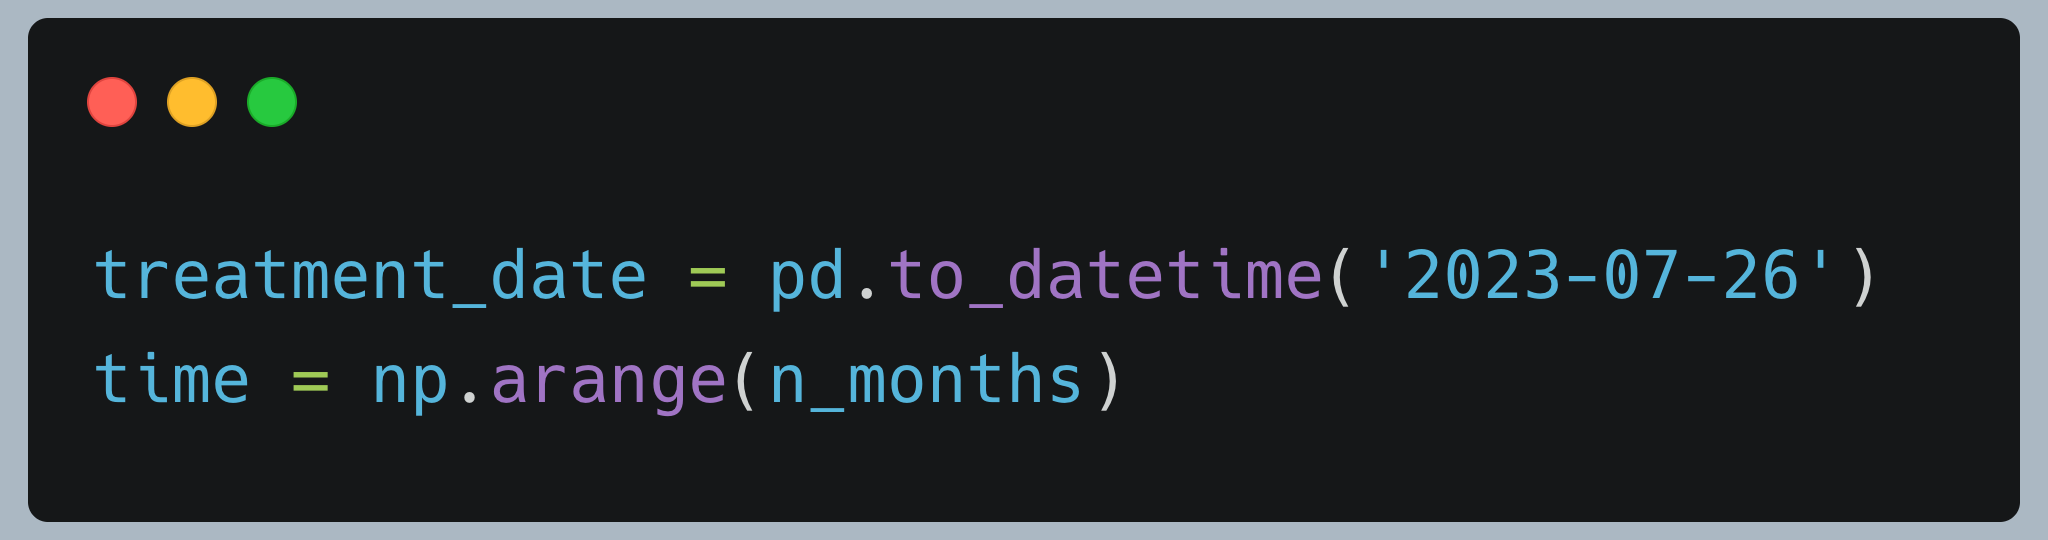 treatment_date = pd.to_datetime('2023-07-26')
time = np.arange(n_months)